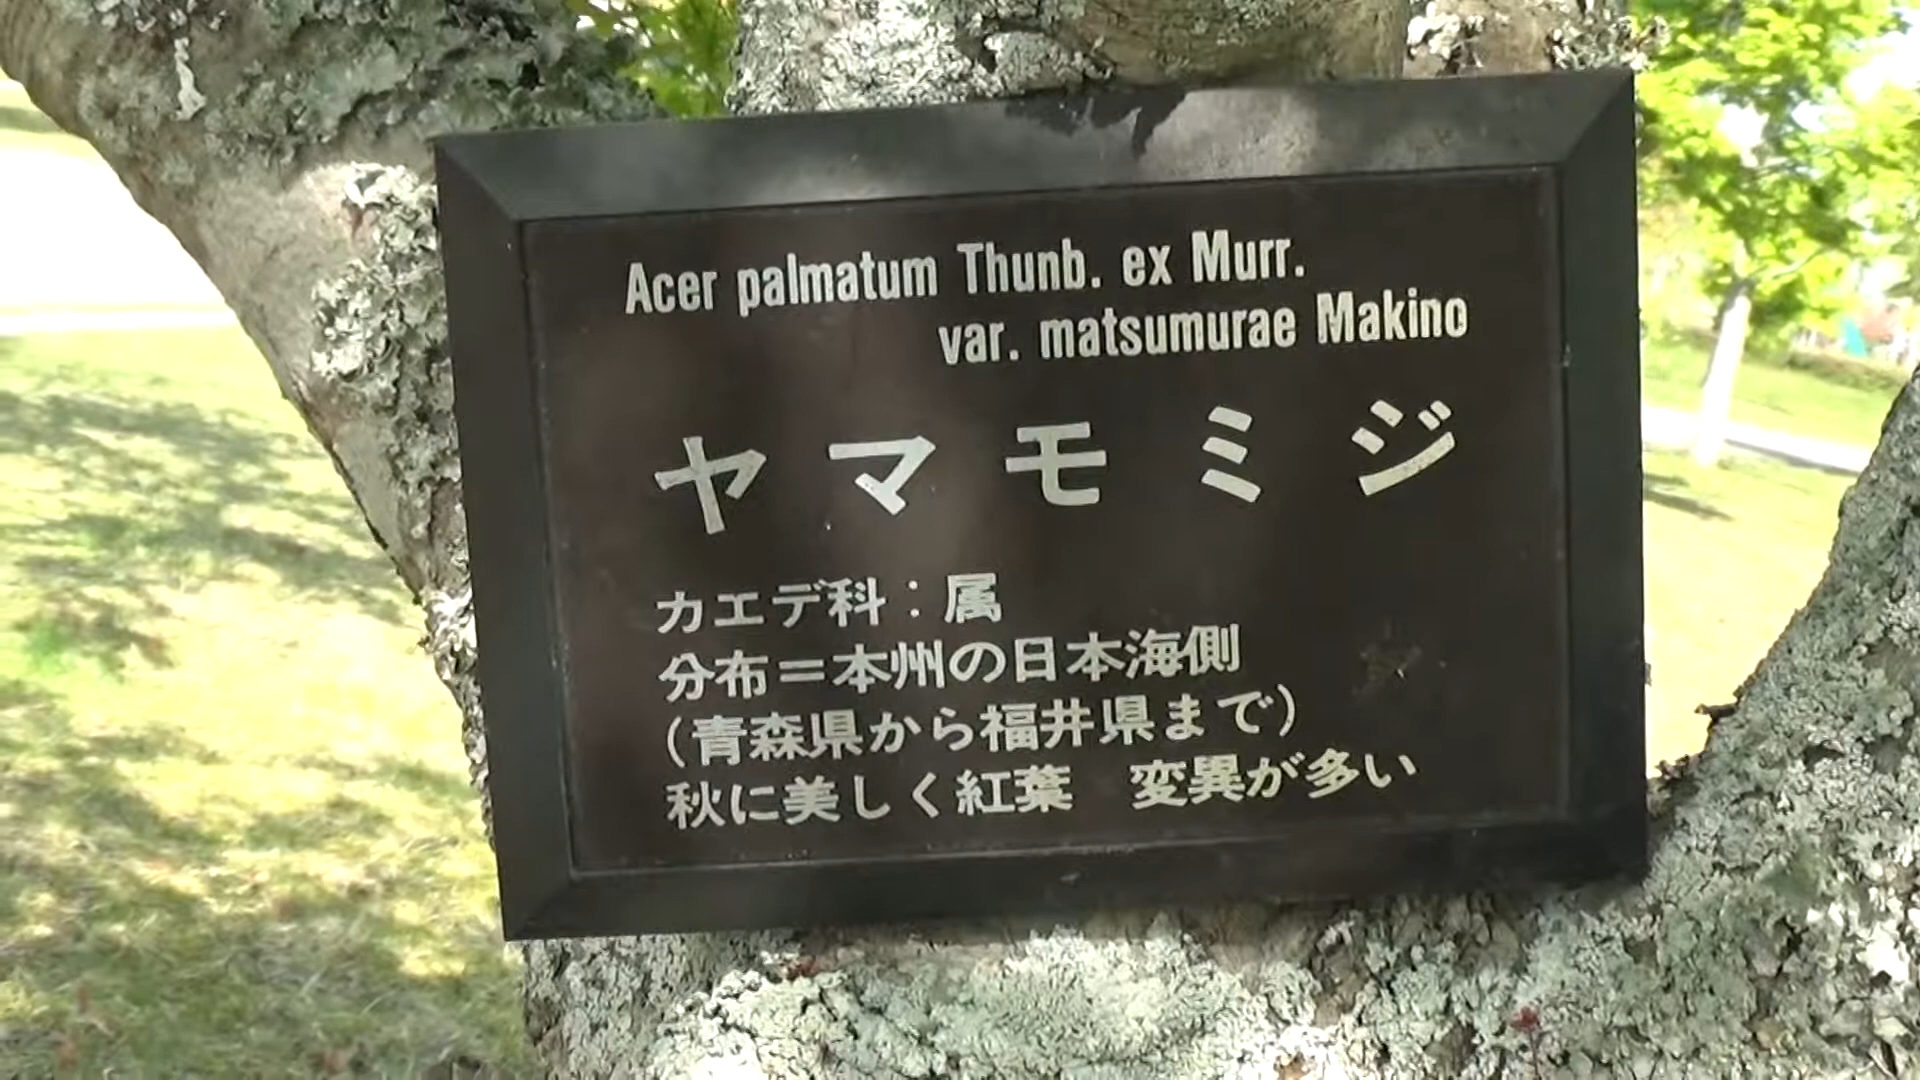 Acer palmatum Thunb. ex Murr.
var. matsumurae Makino
ヤマモミジ
カエデ科：属
分布＝本州の日本海側
（青森県から福井県まで）
秋に美しく紅葉　変異が多い